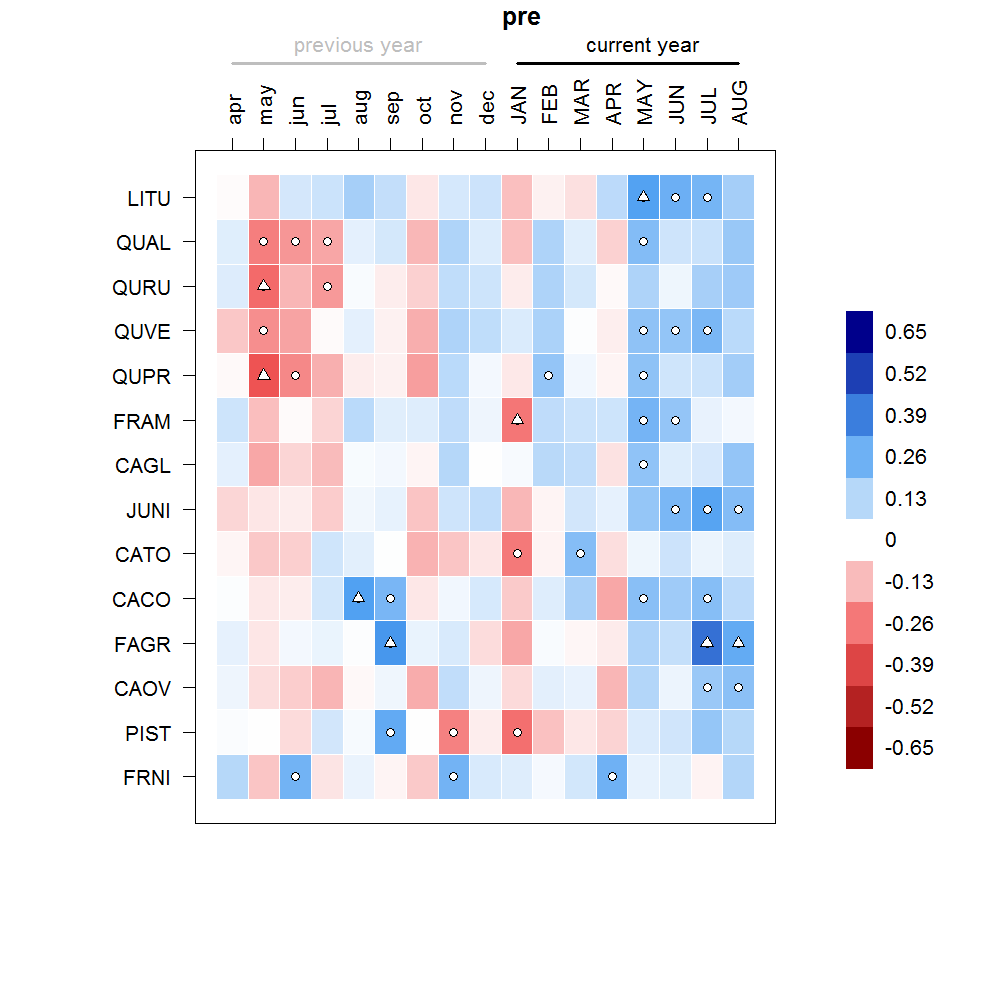 pre
previous year current year
apr may jun jul aug sep oct nov dec JAN FEB MAR APR MAY JUN JUL AUG
LITU
QUAL
QURU
QUVE
QUPR
FRAM
CAGL
JUNI
CATO
CACO
FAGR
CAOV
PIST
FRNI
0.65
0.52
0.39
0.26
0.13
0
-0.13
-0.26
-0.39
-0.52
-0.65